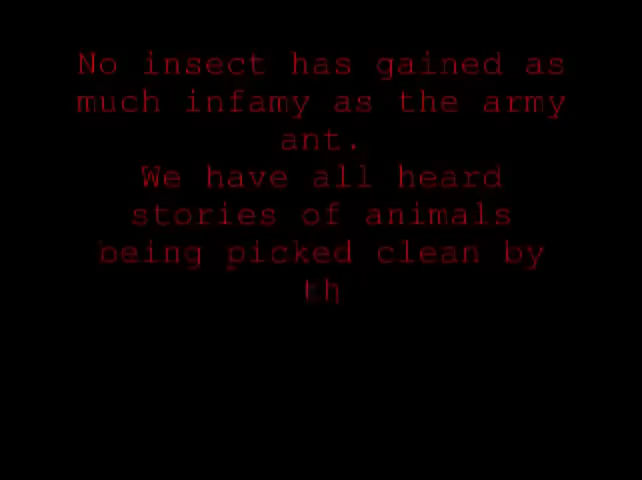 No insect has gained as
much infamy as the army
ant.
We have all heard
stories of animals
being picked clean by
th